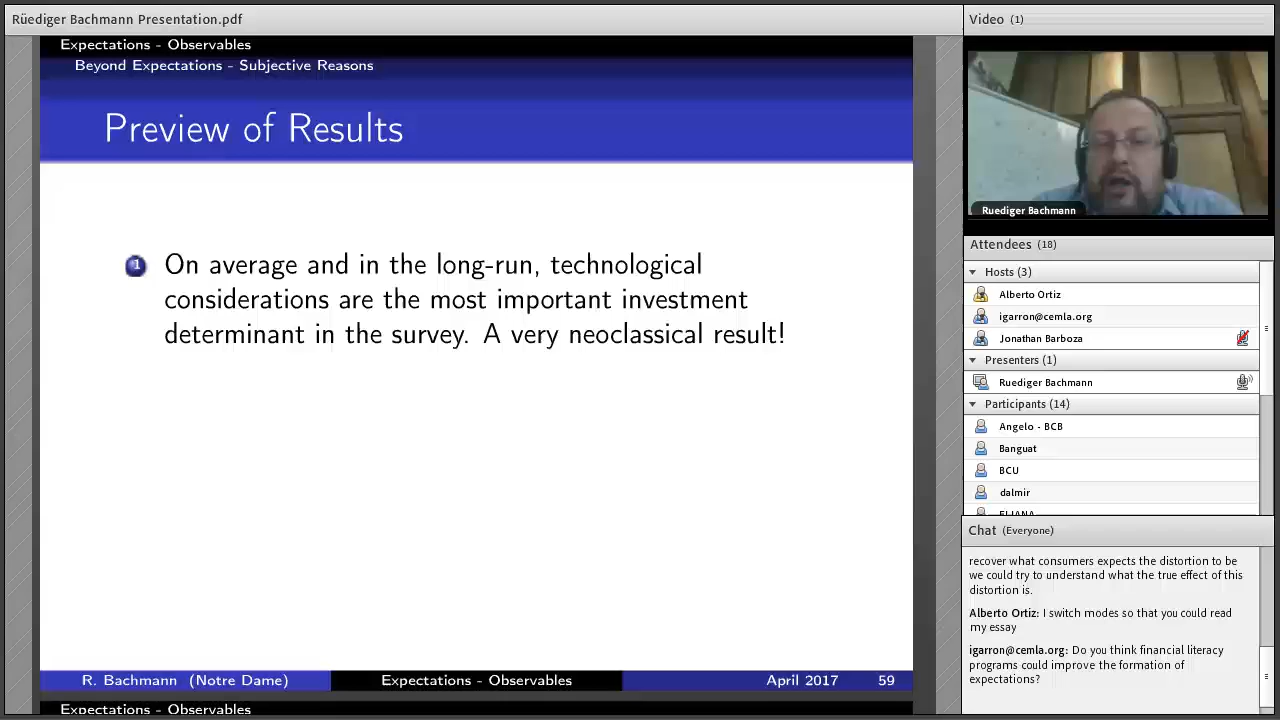 Rüediger Bachmann Presentation.pdf
Expectations - Observables
Beyond Expectations - Subjective Reasons
Preview of Results
1 On average and in the long-run, technological
considerations are the most important investment
determinant in the survey. A very neoclassical result!
R. Bachmann (Notre Dame) Expectations - Observables April 2017 59
Expectations - Observables
Video (1)
Ruediger Bachmann
Attendees (18)
Hosts (3)
Alberto Ortiz
igarron@cemla.org
Jonathan Barboza
Presenters (1)
Ruediger Bachmann
Participants (14)
Angelo - BCB
Banguat
BCU
dalmir
Chat (Everyone)
recover what consumers expects the distortion to be
we could try to understand what the true effect of this
distortion is.
Alberto Ortiz: I switch modes so that you could read
my essay
igarron@cemla.org: Do you think financial literacy
programs could improve the formation of
expectations?